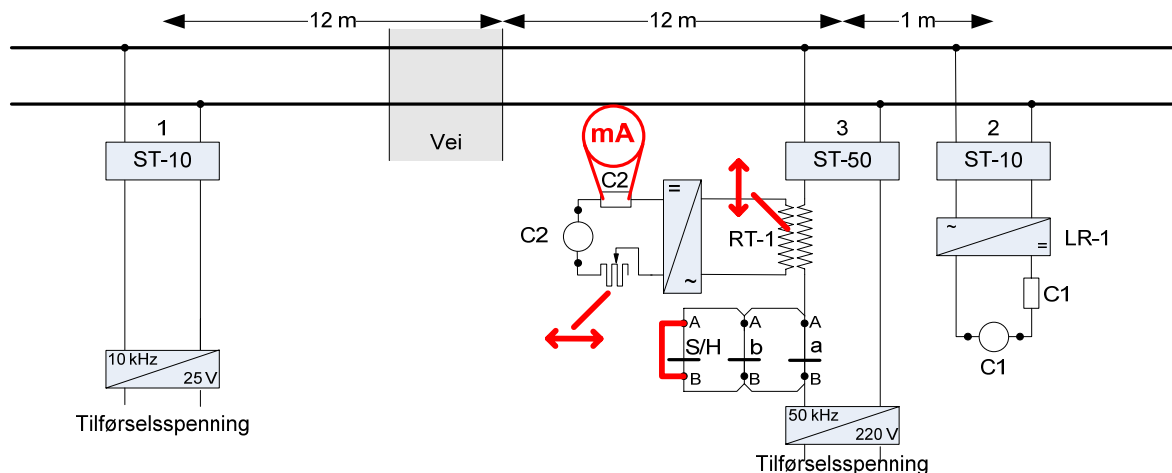 12 m
12 m
1 m
1
ST-10
Vei
mA
C2
3
ST-50
2
ST-10
C2
=
~
RT-1
~
=
LR-1
C1
C1
A
A
A
S/H
b
a
B
B
B
10 kHz
25 V
Tilførselsspenning
50 kHz
220 V
Tilførselsspenning